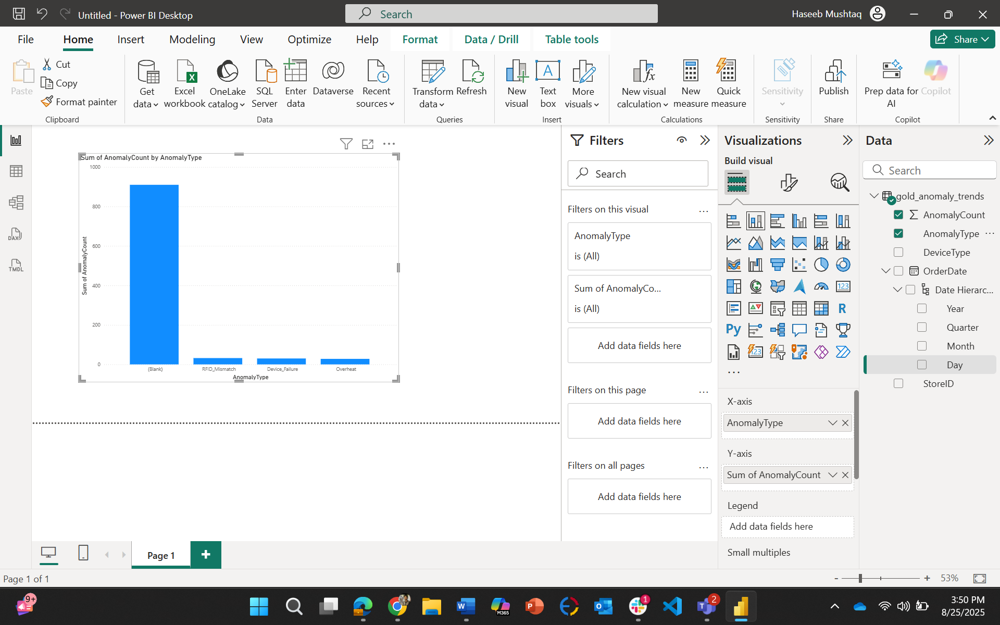 Untitled - Power BI Desktop
Search
Haseeb Mushtaq
File
Home
Insert
Modeling
View
Optimize
Help
Format
Data / Drill
Table tools
Share
Paste
Cut
Copy
Format painter
Clipboard
Get data
Excel workbook
OneLake catalog
SQL Server
Enter data
Dataverse
Recent sources
Data
Transform data
Refresh
Queries
New visual
Text box
More visuals
Insert
New visual calculation
New measure
Quick measure
Calculations
Sensitivity
Sensitivity
Publish
Share
Prep data for AI
Copilot
Copilot
DAX
TMDL
Sum of AnomalyCount by AnomalyType
Sum of AnomalyCount
1000
800
600
400
200
0
(Blank)
RFID_Mismatch
Device_Failure
Overheat
AnomalyType
Filters
Search
Filters on this visual
AnomalyType
is (All)
Sum of AnomalyCo...
is (All)
Add data fields here
Filters on this page
Add data fields here
Filters on all pages
Add data fields here
Visualizations
Build visual
123
R
Py
123
X-axis
AnomalyType
Y-axis
Sum of AnomalyCount
Legend
Add data fields here
Small multiples
Data
Search
gold_anomaly_trends
AnomalyCount
AnomalyType
DeviceType
OrderDate
Date Hierarc...
Year
Quarter
Month
Day
StoreID
Page 1
Page 1 of 1
53%
9+
W
M365
P
1
2
3:50 PM
8/25/2025